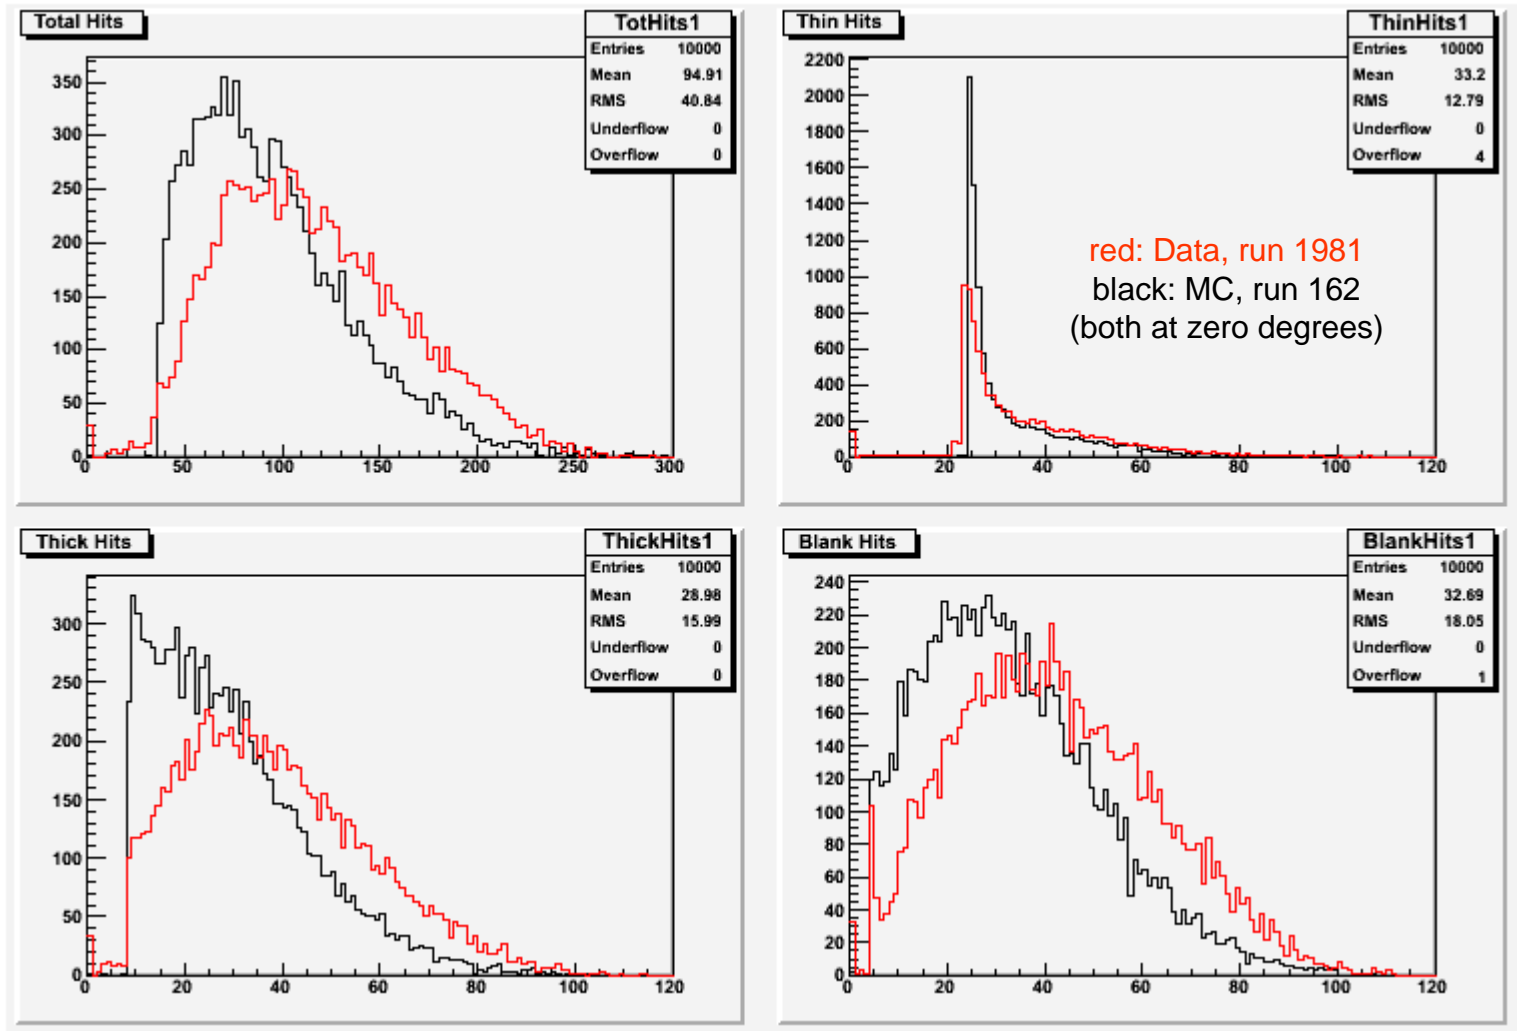 Total Hits
TotHits1
Entries 10000
Mean 94.91
RMS 40.84
Underflow 0
Overflow 0
350
300
250
200
150
100
50
0
0 50 100 150 200 250 300
Thin Hits
ThinHits1
Entries 10000
Mean 33.2
RMS 12.79
Underflow 0
Overflow 4
2200
2000
1800
1600
1400
1200
1000
800
600
400
200
0
0 20 40 60 80 100 120
red: Data, run 1981
black: MC, run 162
(both at zero degrees)
Thick Hits
ThickHits1
Entries 10000
Mean 28.98
RMS 15.99
Underflow 0
Overflow 0
300
250
200
150
100
50
0
0 20 40 60 80 100 120
Blank Hits
BlankHits1
Entries 10000
Mean 32.69
RMS 18.05
Underflow 0
Overflow 1
240
220
200
180
160
140
120
100
80
60
40
20
0
0 20 40 60 80 100 120